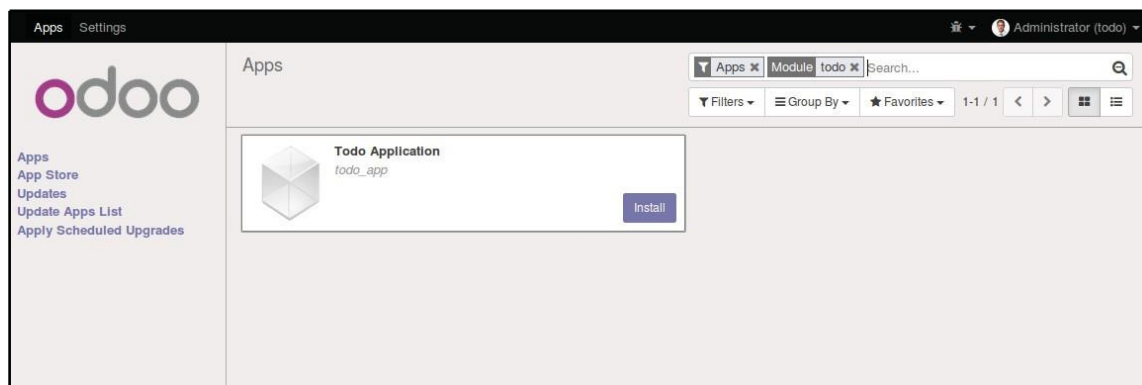 Apps Settings
Administrator (todo)
odoo
Apps
App Store
Updates
Update Apps List
Apply Scheduled Upgrades
Apps
Apps Module todo Search...
Filters Group By Favorites 1-1 / 1
Todo Application
todo_app
Install